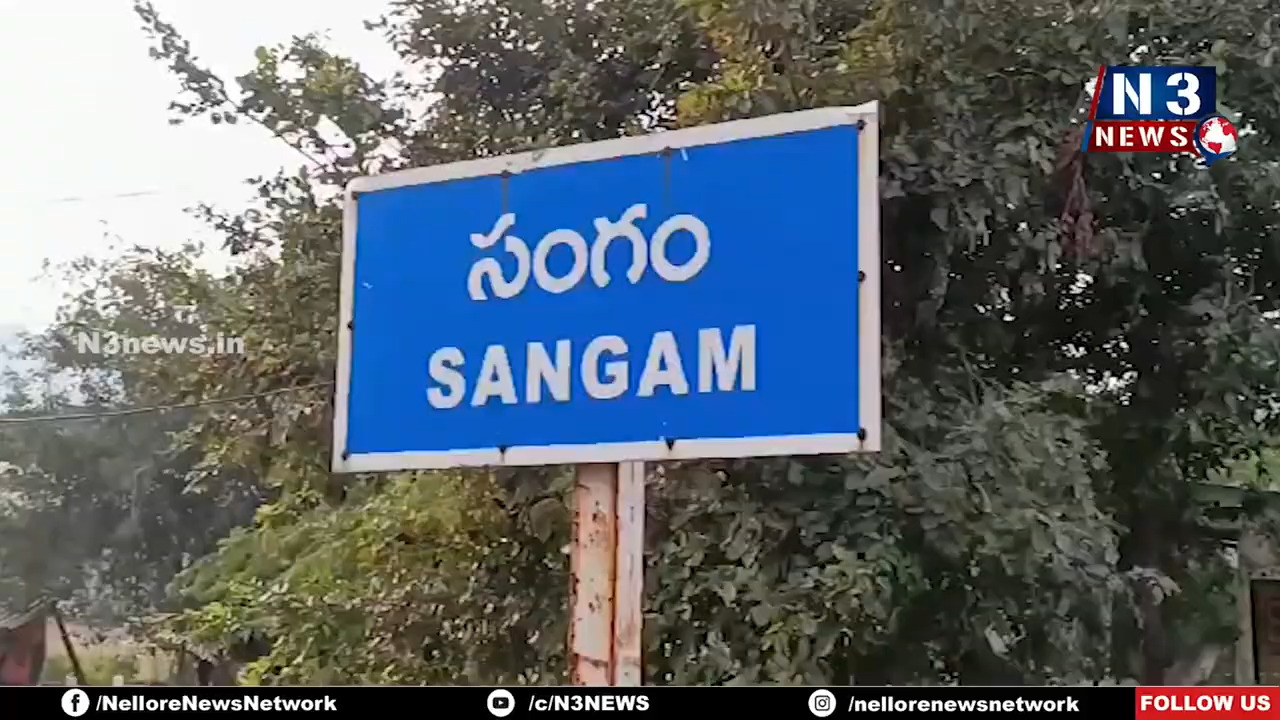 N3
NEWS
సంగం
SANGAM
N3news.in
/NelloreNewsNetwork
/c/N3NEWS
/nellorenewsnetwork
FOLLOW US